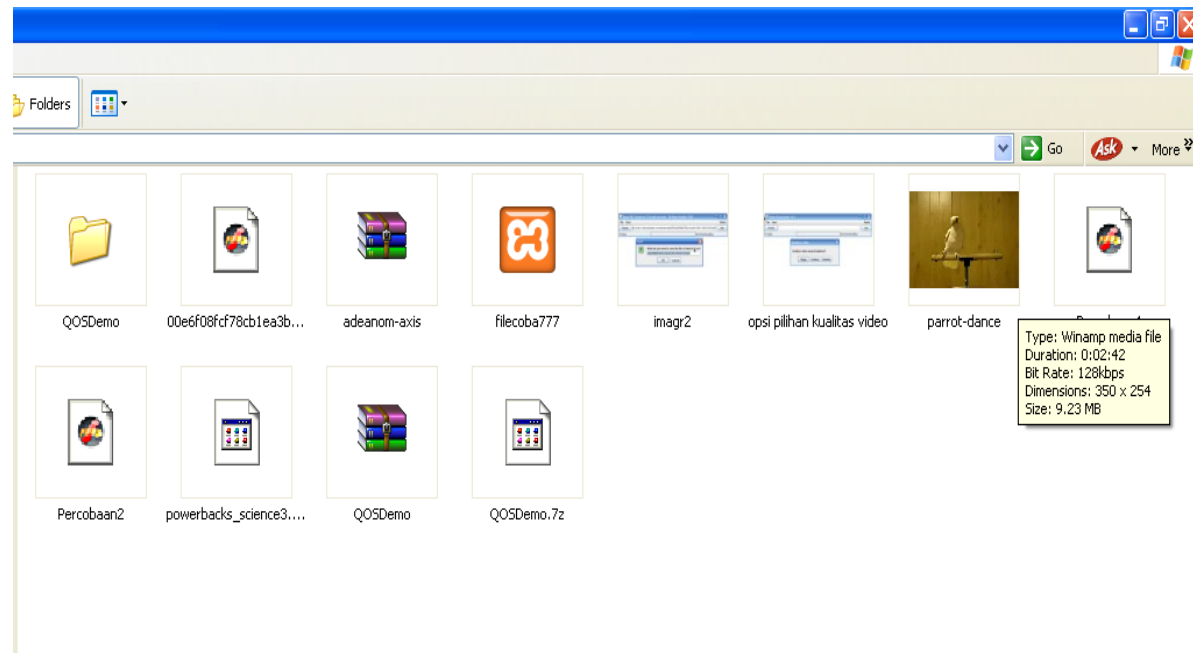 Folders
Go
Ask
More
QOSDemo
00e6f08fcf78cb1ea3b...
adeanom-axis
filecoba777
imagr2
opsi pilihan kualitas video
parrot-dance
Type: Winamp media file
Duration: 0:02:42
Bit Rate: 128kbps
Dimensions: 350 x 254
Size: 9.23 MB
Percobaan2
powerbacks_science3....
QOSDemo
QOSDemo.7z